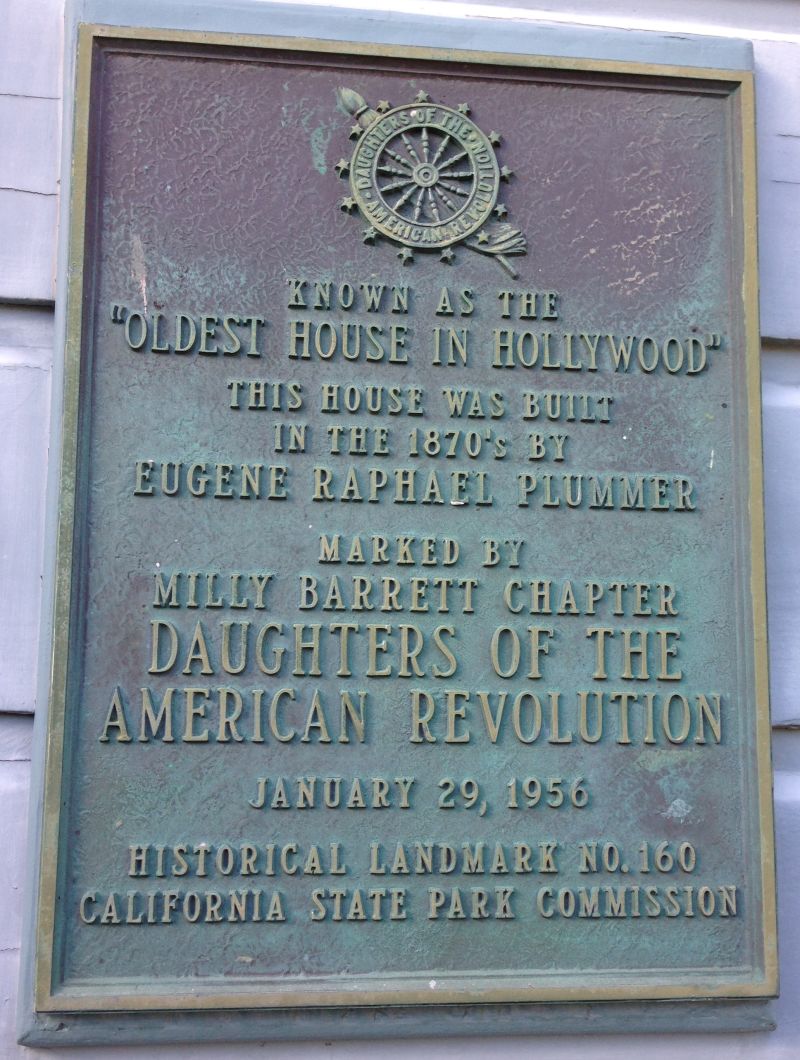 DAUGHTERS OF THE
AMERICAN REVOLUTION
KNOWN AS THE
"OLDEST HOUSE IN HOLLYWOOD"
THIS HOUSE WAS BUILT
IN THE 1870's BY
EUGENE RAPHAEL PLUMMER
MARKED BY
MILLY BARRETT CHAPTER
DAUGHTERS OF THE
AMERICAN REVOLUTION
JANUARY 29, 1956
HISTORICAL LANDMARK NO. 160
CALIFORNIA STATE PARK COMMISSION